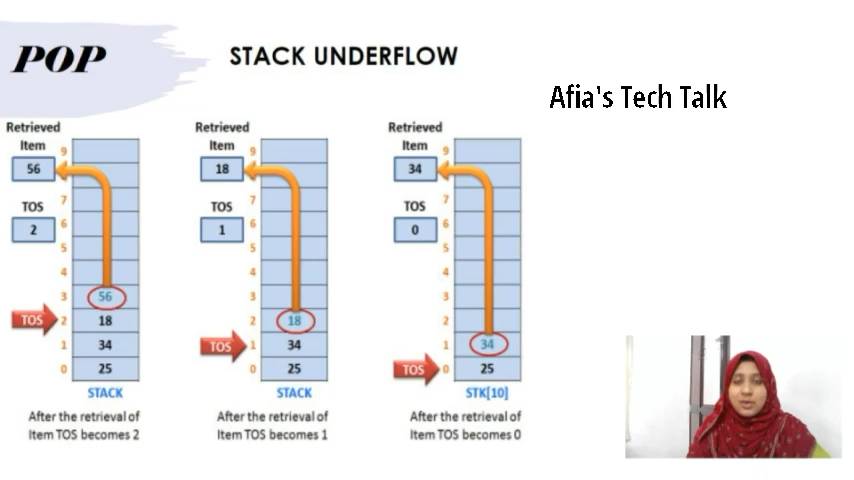 POP
STACK UNDERFLOW
Afia's Tech Talk
Retrieved
Item
56
TOS
2
9
8
7
6
5
4
3
2
1
0
TOS
56
18
34
25
STACK
After the retrieval of
Item TOS becomes 2
Retrieved
Item
18
TOS
1
9
8
7
6
5
4
3
2
1
0
TOS
18
34
25
STACK
After the retrieval of
Item TOS becomes 1
Retrieved
Item
34
TOS
0
9
8
7
6
5
4
3
2
1
0
TOS
34
25
STK[10]
After the retrieval of
Item TOS becomes 0